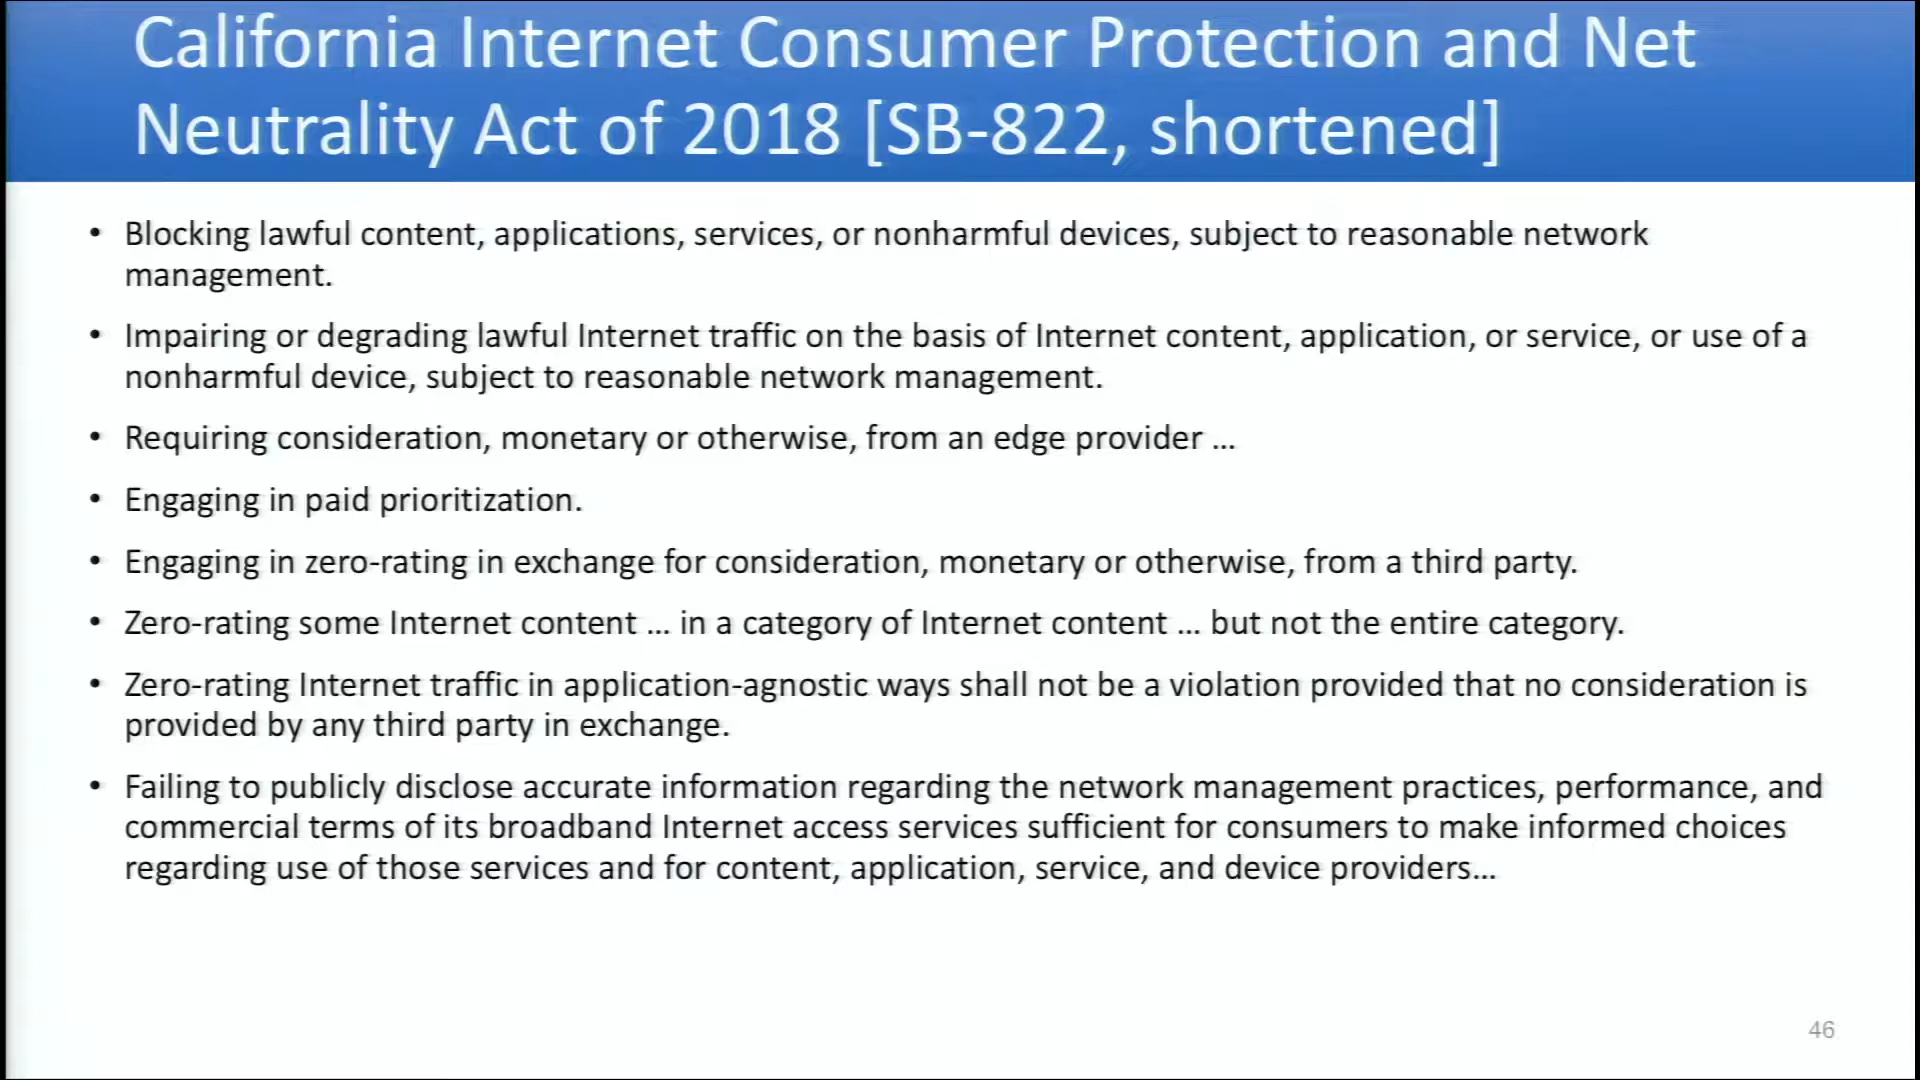 California Internet Consumer Protection and Net
Neutrality Act of 2018 [SB-822, shortened]
• Blocking lawful content, applications, services, or nonharmful devices, subject to reasonable network
management.
• Impairing or degrading lawful Internet traffic on the basis of Internet content, application, or service, or use of a
nonharmful device, subject to reasonable network management.
• Requiring consideration, monetary or otherwise, from an edge provider ...
• Engaging in paid prioritization.
• Engaging in zero-rating in exchange for consideration, monetary or otherwise, from a third party.
• Zero-rating some Internet content ... in a category of Internet content ... but not the entire category.
• Zero-rating Internet traffic in application-agnostic ways shall not be a violation provided that no consideration is
provided by any third party in exchange.
• Failing to publicly disclose accurate information regarding the network management practices, performance, and
commercial terms of its broadband Internet access services sufficient for consumers to make informed choices
regarding use of those services and for content, application, service, and device providers...
46